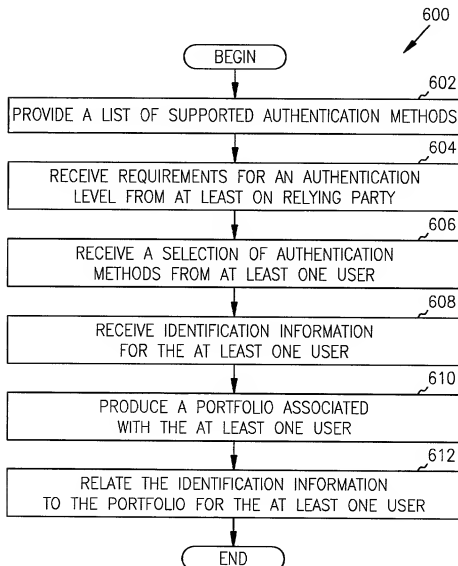 600
BEGIN
602
PROVIDE A LIST OF SUPPORTED AUTHENTICATION METHODS
604
RECEIVE REQUIREMENTS FOR AN AUTHENTICATION
LEVEL FROM AT LEAST ON RELYING PARTY
606
RECEIVE A SELECTION OF AUTHENTICATION
METHODS FROM AT LEAST ONE USER
608
RECEIVE IDENTIFICATION INFORMATION
FOR THE AT LEAST ONE USER
610
PRODUCE A PORTFOLIO ASSOCIATED
WITH THE AT LEAST ONE USER
612
RELATE THE IDENTIFICATION INFORMATION
TO THE PORTFOLIO FOR THE AT LEAST ONE USER
END